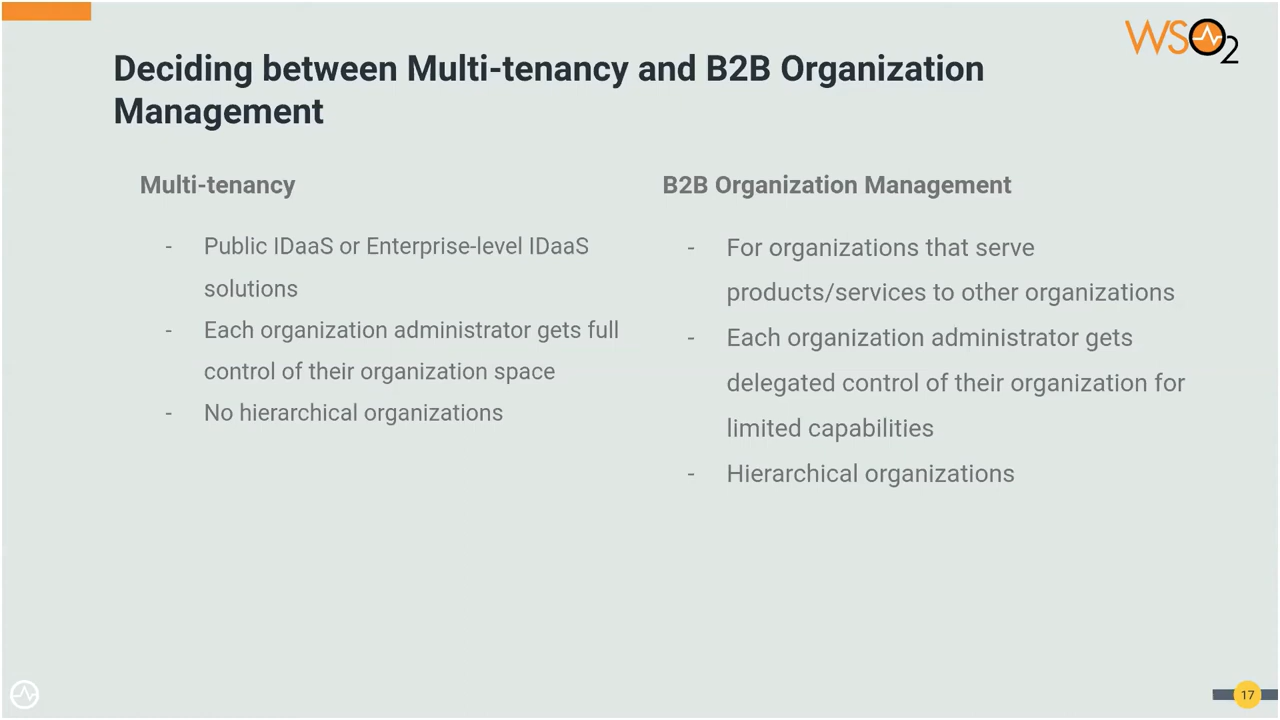 WSO2
Deciding between Multi-tenancy and B2B Organization
Management
Multi-tenancy
- Public IDaaS or Enterprise-level IDaaS
solutions
- Each organization administrator gets full
control of their organization space
- No hierarchical organizations
B2B Organization Management
- For organizations that serve
products/services to other organizations
- Each organization administrator gets
delegated control of their organization for
limited capabilities
- Hierarchical organizations
17